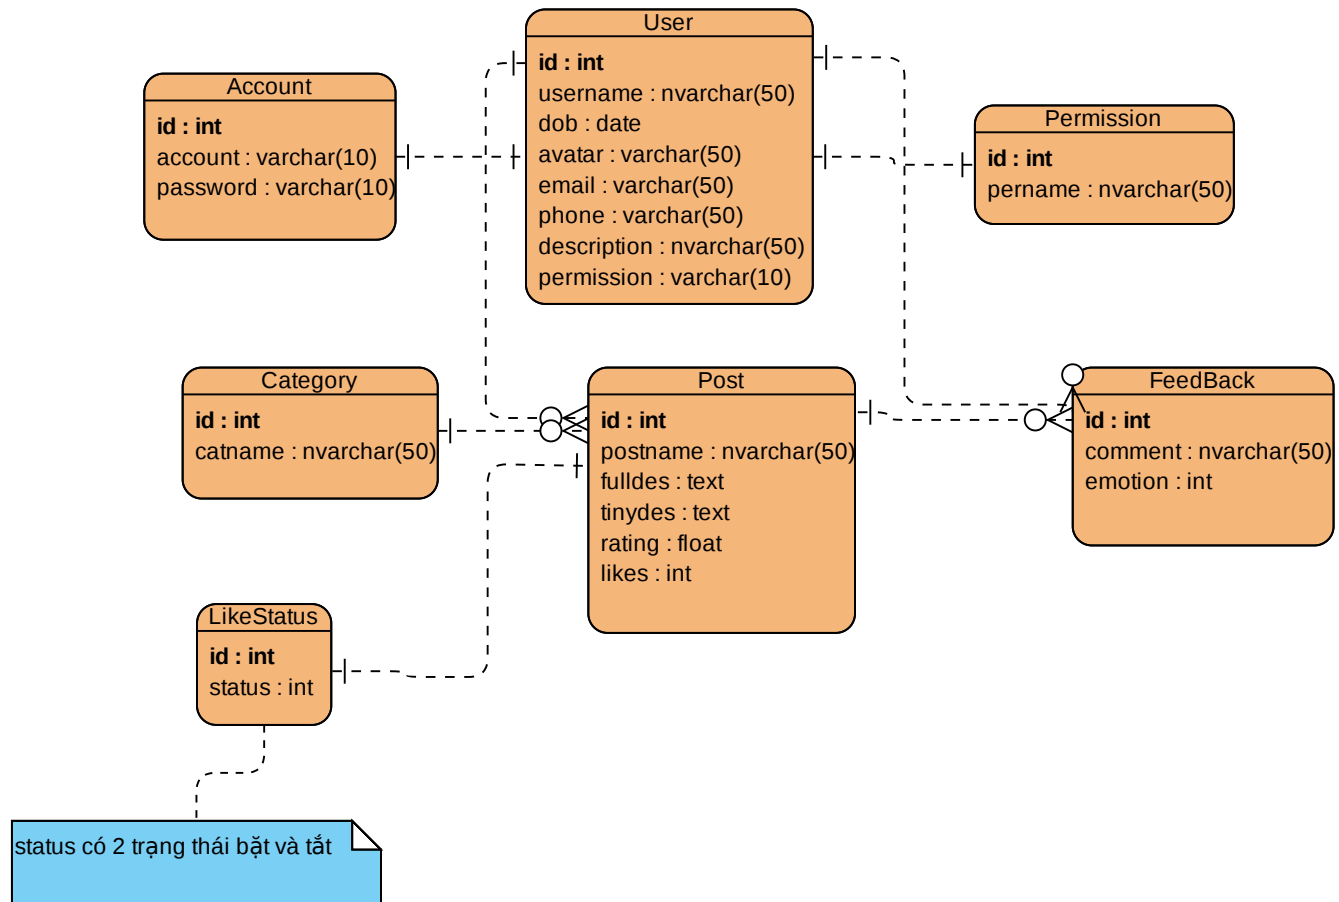 User
id : int
username : nvarchar(50)
dob : date
avatar : varchar(50)
email : varchar(50)
phone : varchar(50)
description : nvarchar(50)
permission : varchar(10)
Account
id : int
account : varchar(10)
password : varchar(10)
Permission
id : int
pername : nvarchar(50)
Category
id : int
catname : nvarchar(50)
Post
id : int
postname : nvarchar(50)
fulldes : text
tinydes : text
rating : float
likes : int
FeedBack
id : int
comment : nvarchar(50)
emotion : int
LikeStatus
id : int
status : int
status có 2 trạng thái bặt và tắt